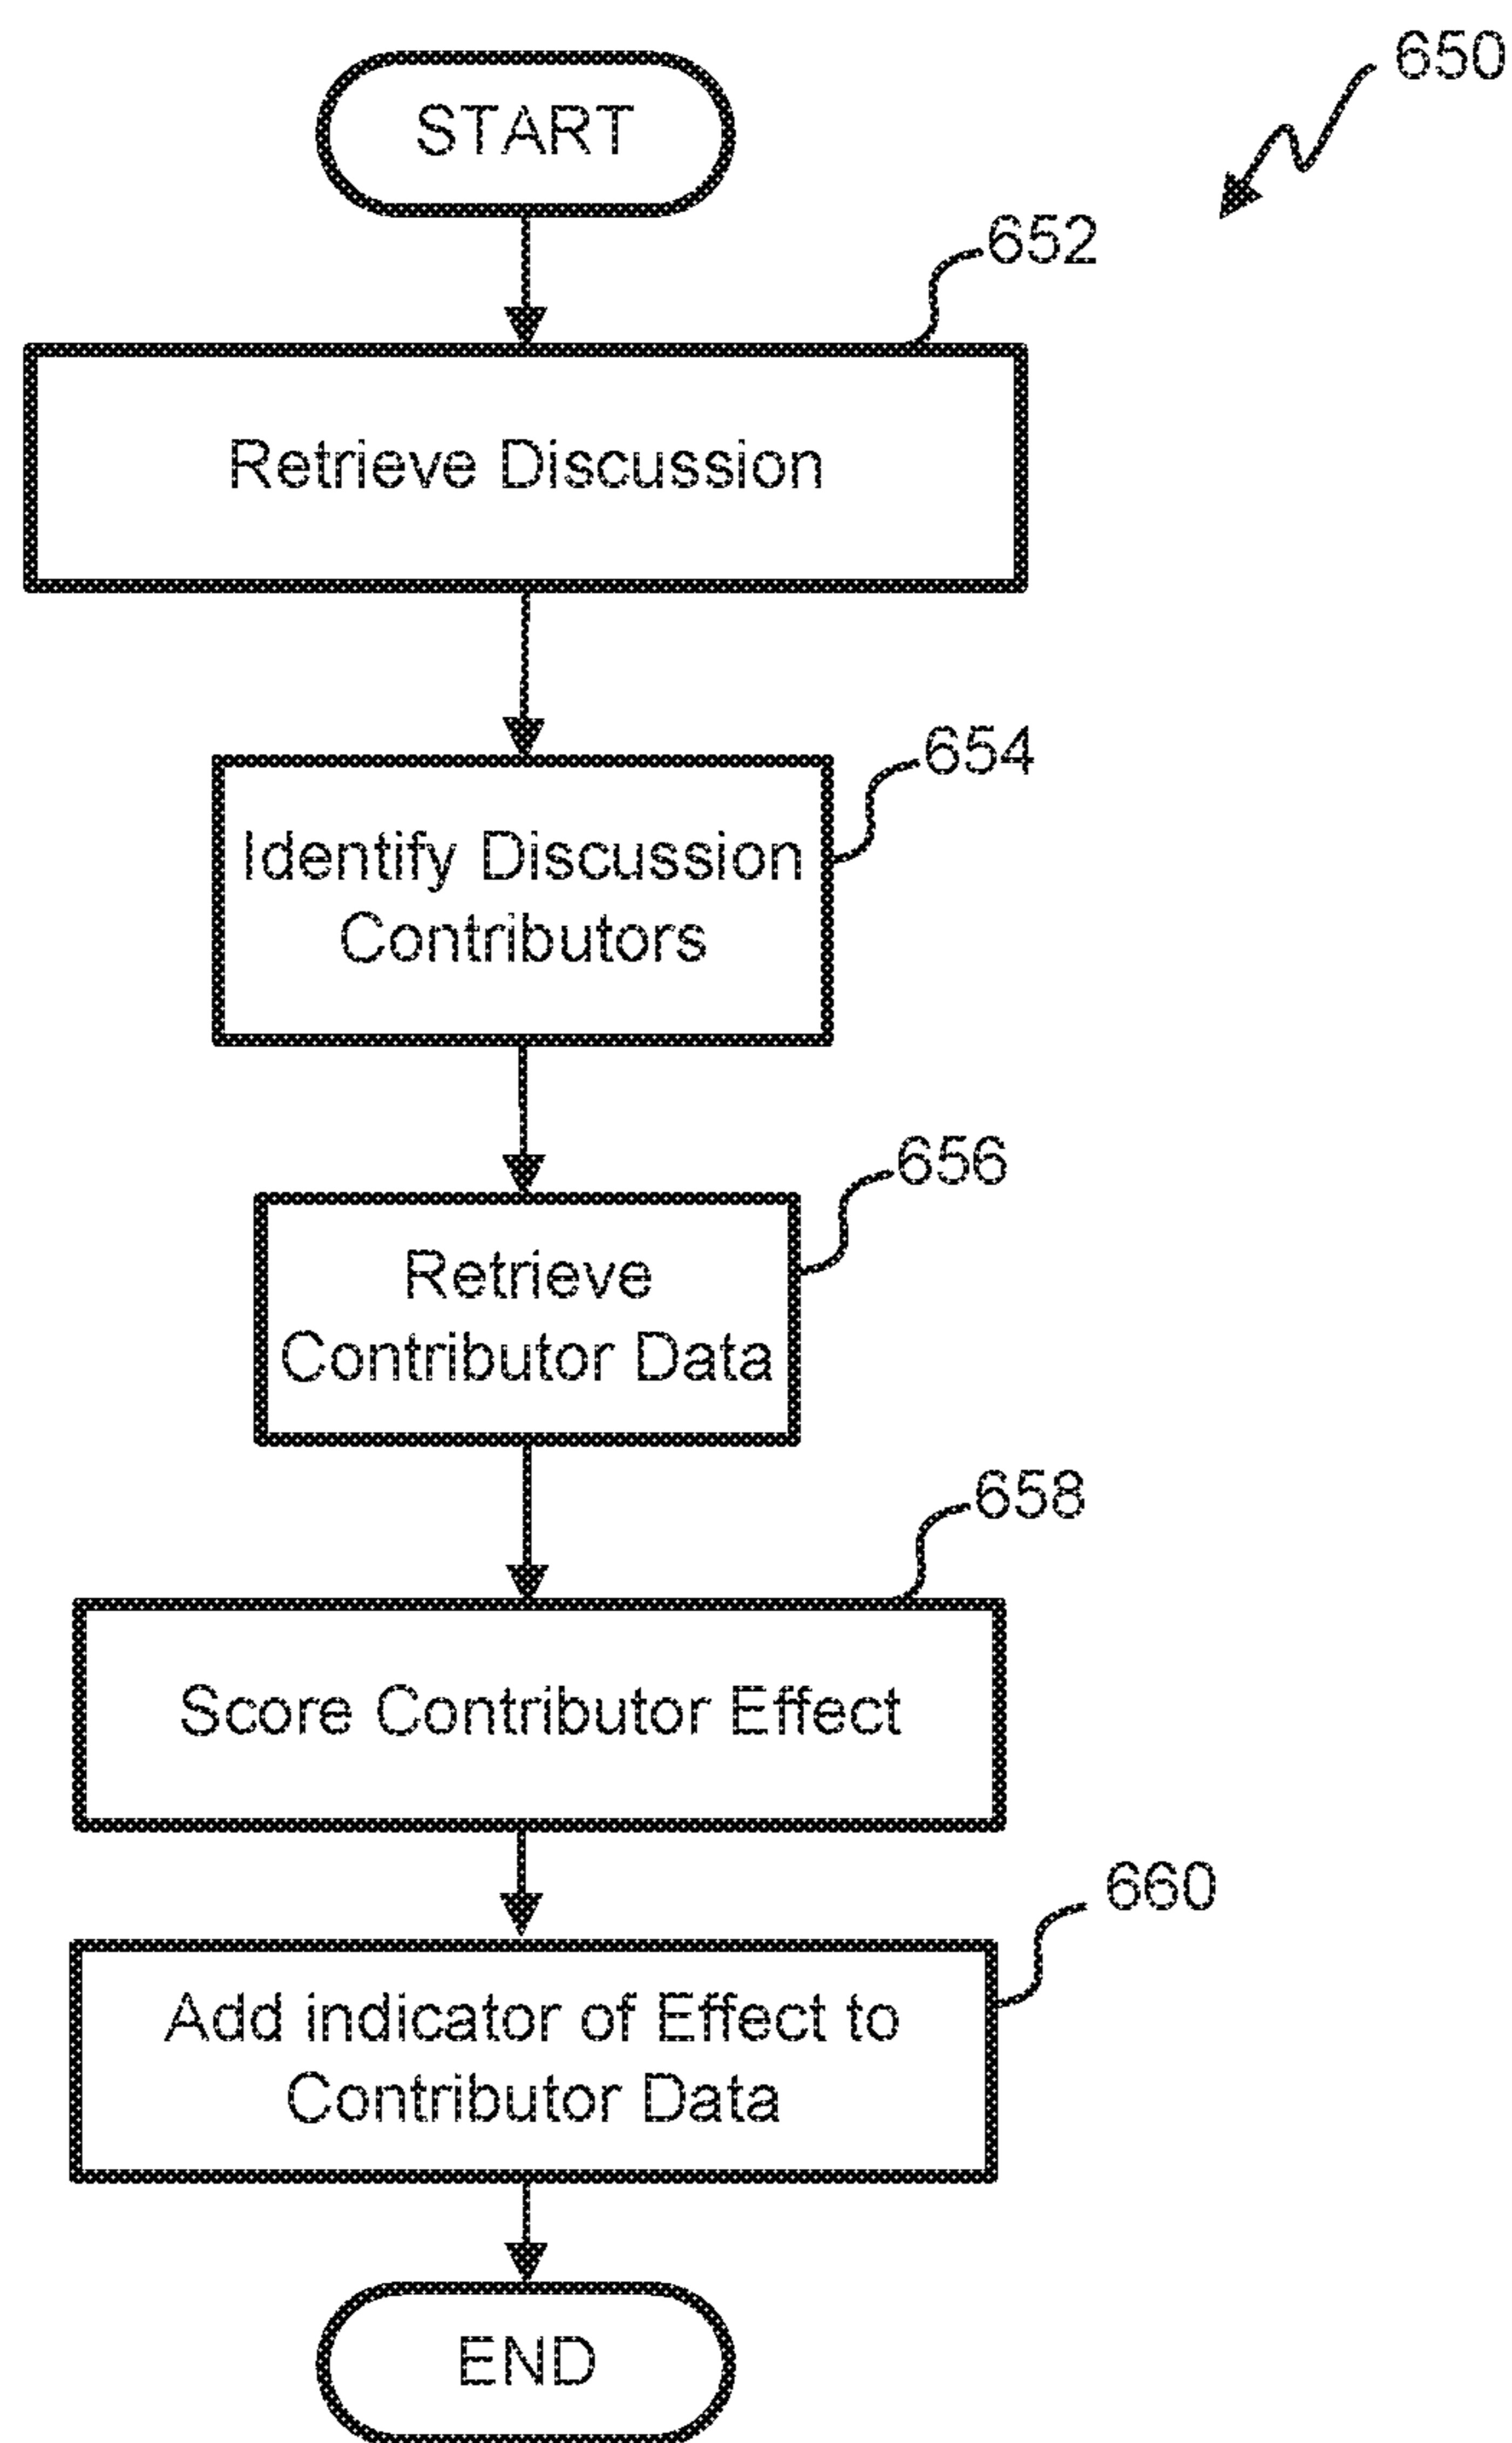 650
START
652
Retrieve Discussion
654
Identify Discussion
Contributors
656
Retrieve
Contributor Data
658
Score Contributor Effect
660
Add indicator of Effect to
Contributor Data
END